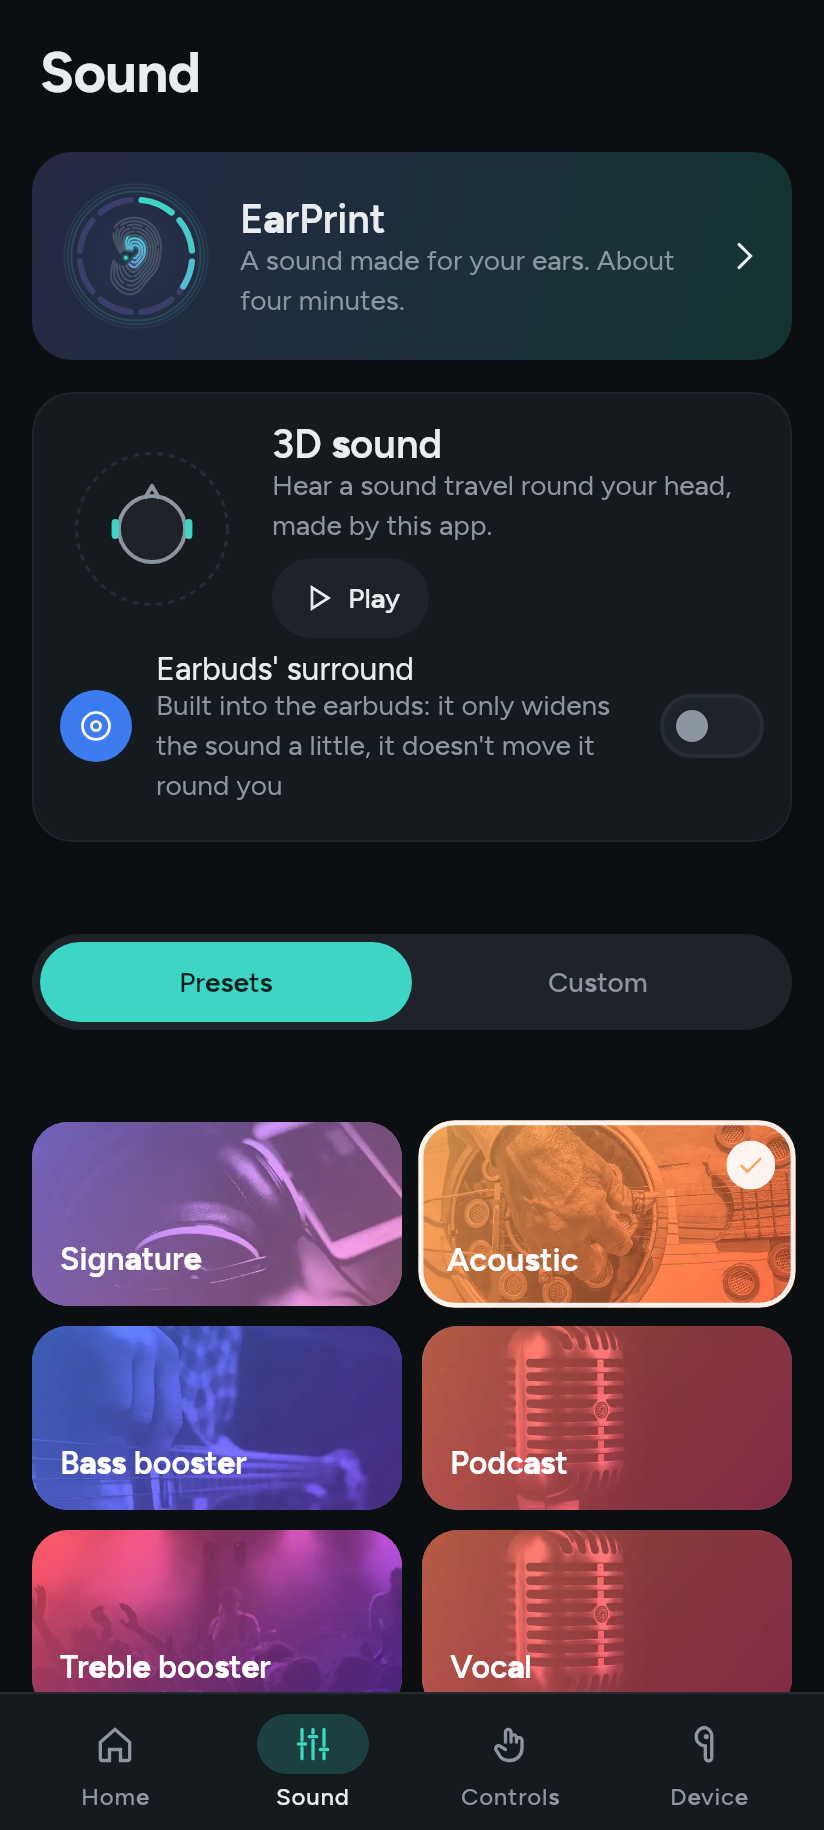 Sound
EarPrint
A sound made for your ears. About
four minutes.
3D sound
Hear a sound travel round your head,
made by this app.
Play
Earbuds' surround
Built into the earbuds: it only widens
the sound a little, it doesn't move it
round you
Presets
Custom
Signature
Acoustic
Bass booster
Podcast
Treble booster
Vocal
Home
Sound
Controls
Device